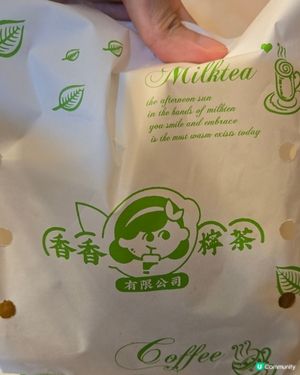 Milktea
the afternoon sun
in the hands of milktea
you smile and embrace
is the most warm exists today
香香檸茶
有限公司
Coffee
U Community